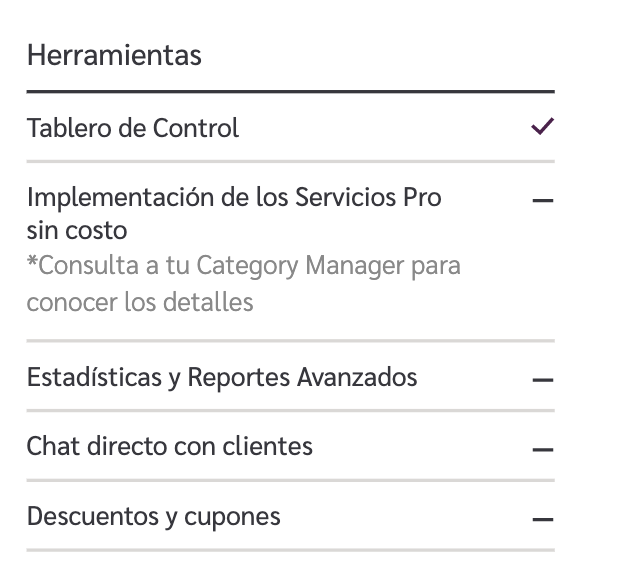 Herramientas
Tablero de Control
Implementación de los Servicios Pro
sin costo
*Consulta a tu Category Manager para
conocer los detalles
Estadísticas y Reportes Avanzados
Chat directo con clientes
Descuentos y cupones